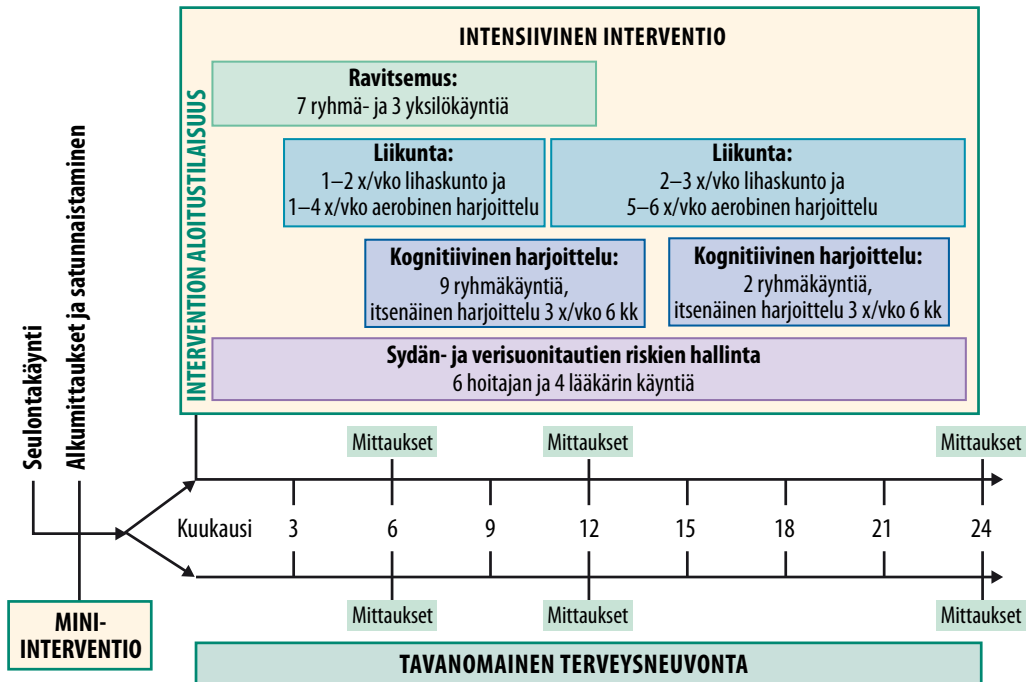 INTENSIIVINEN INTERVENTIO
INTERVENTION ALOITUSTILAISUUS
Ravitsemus:
7 ryhmä- ja 3 yksilökäyntiä
Liikunta:
1–2 x/vko lihaskunto ja
1–4 x/vko aerobinen harjoittelu
Liikunta:
2–3 x/vko lihaskunto ja
5–6 x/vko aerobinen harjoittelu
Kognitiivinen harjoittelu:
9 ryhmäkäyntiä,
itsenäinen harjoittelu 3 x/vko 6 kk
Kognitiivinen harjoittelu:
2 ryhmäkäyntiä,
itsenäinen harjoittelu 3 x/vko 6 kk
Sydän- ja verisuonitautien riskien hallinta
6 hoitajan ja 4 lääkärin käyntiä
Seulontakäynti
Alkumittaukset ja satunnaistaminen
Mittaukset Mittaukset Mittaukset
Kuukausi 3 6 9 12 15 18 21 24
Mittaukset Mittaukset Mittaukset
MINI-
INTERVENTIO
TAVANOMAINEN TERVEYSNEUVONTA